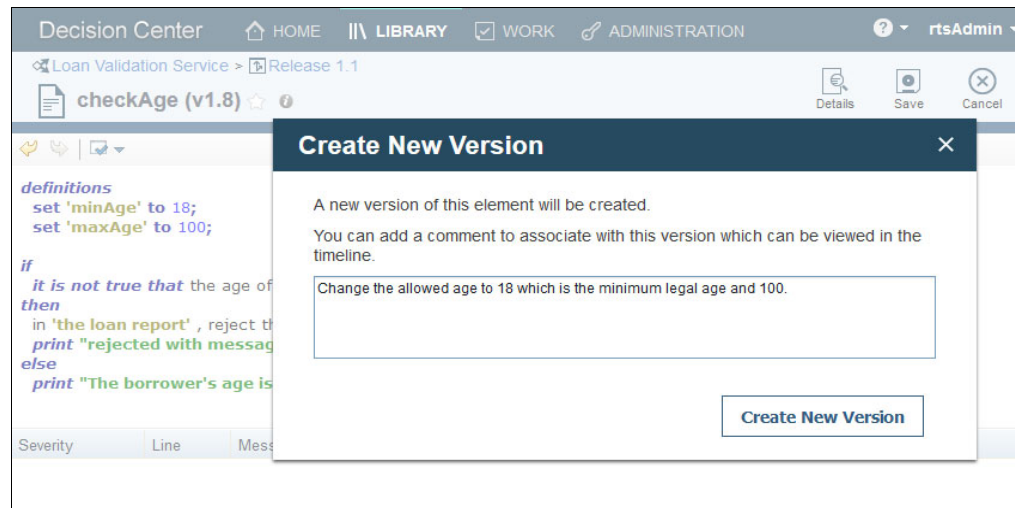 Decision Center HOME LIBRARY WORK ADMINISTRATION ? rtsAdmin
Loan Validation Service > Release 1.1
checkAge (v1.8)
Details Save Cancel
Create New Version
definitions
set 'minAge' to 18;
set 'maxAge' to 100;
if
it is not true that the age of
then
in 'the loan report' , reject th
print "rejected with messag
else
print "The borrower's age is
Severity Line Mess
A new version of this element will be created.
You can add a comment to associate with this version which can be viewed in the
timeline.
Change the allowed age to 18 which is the minimum legal age and 100.
Create New Version